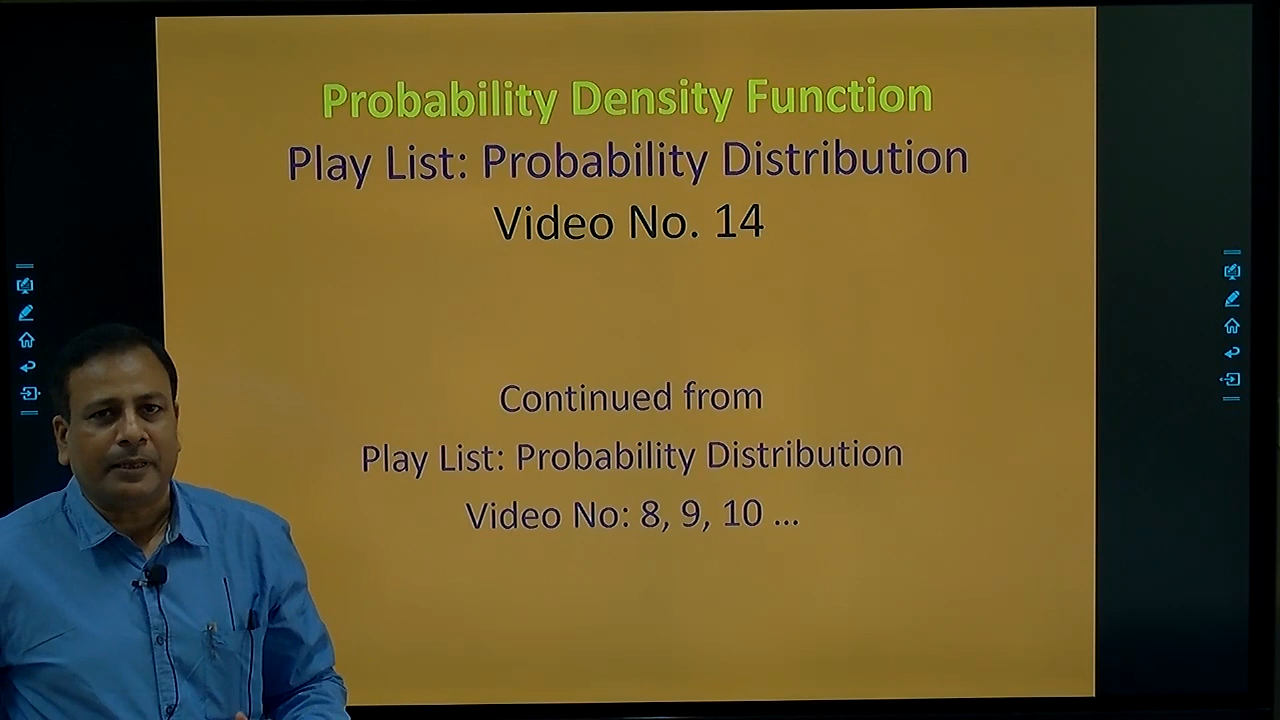 Probability Density Function
Play List: Probability Distribution
Video No. 14
Continued from
Play List: Probability Distribution
Video No: 8, 9, 10 ...